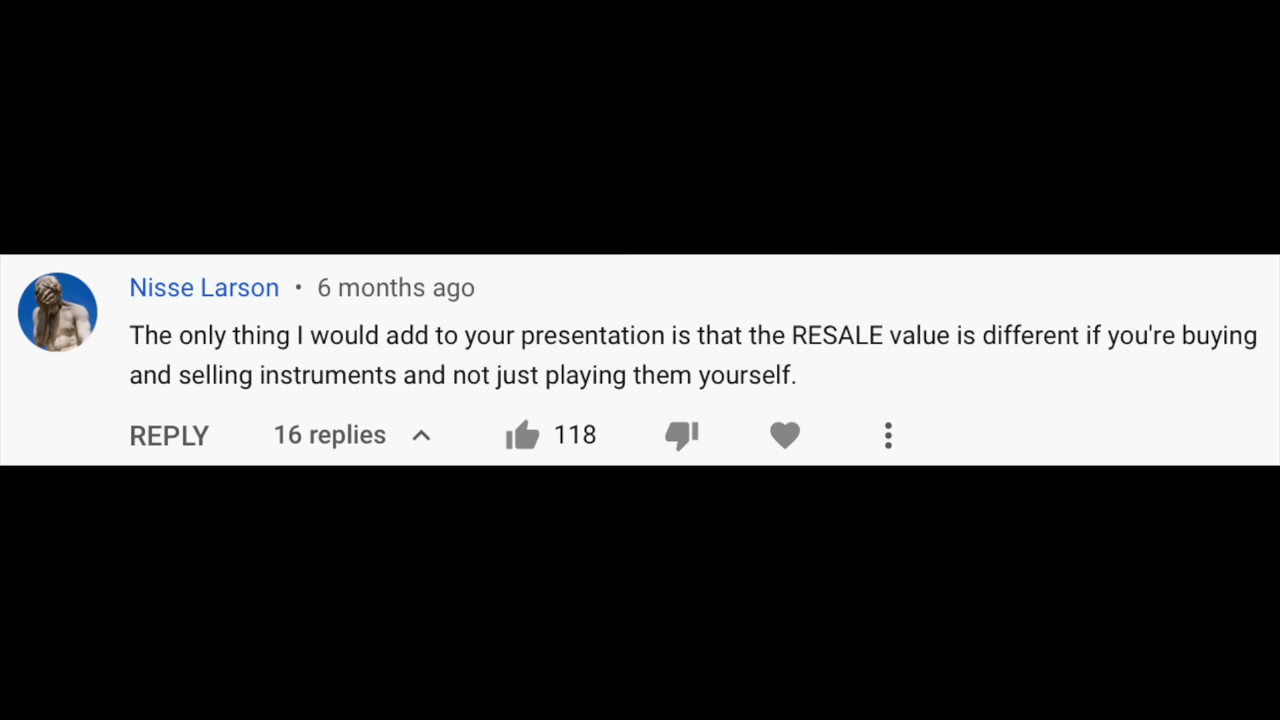 Nisse Larson • 6 months ago
The only thing I would add to your presentation is that the RESALE value is different if you're buying
and selling instruments and not just playing them yourself.
REPLY 16 replies 118